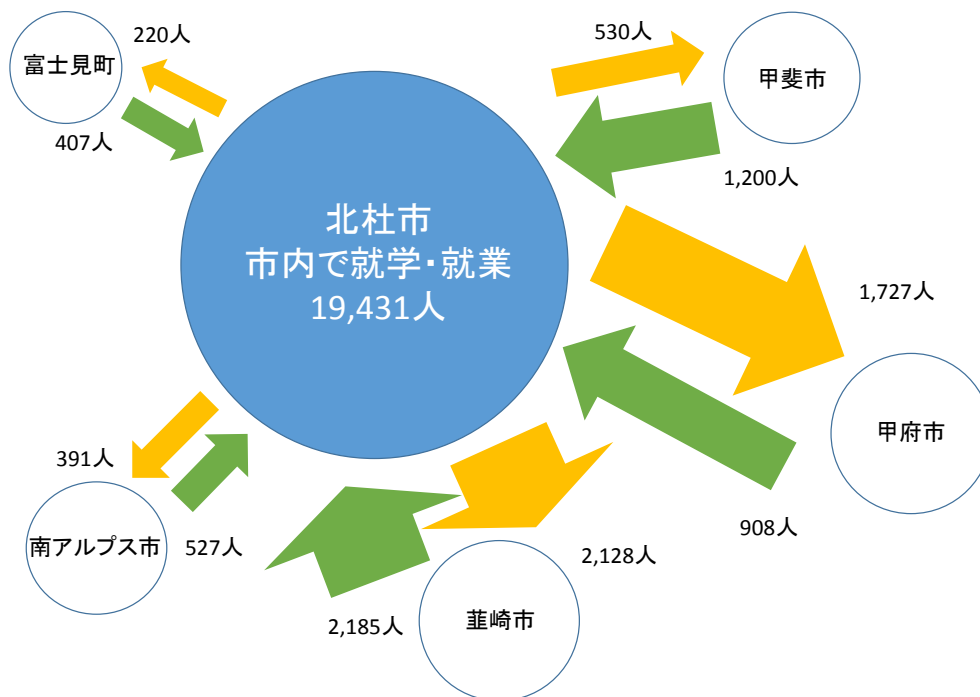 220人
富士見町
407人
530人
甲斐市
1,200人
北杜市
市内で就学・就業
19,431人
1,727人
甲府市
908人
391人
南アルプス市
527人
2,128人
韮崎市
2,185人